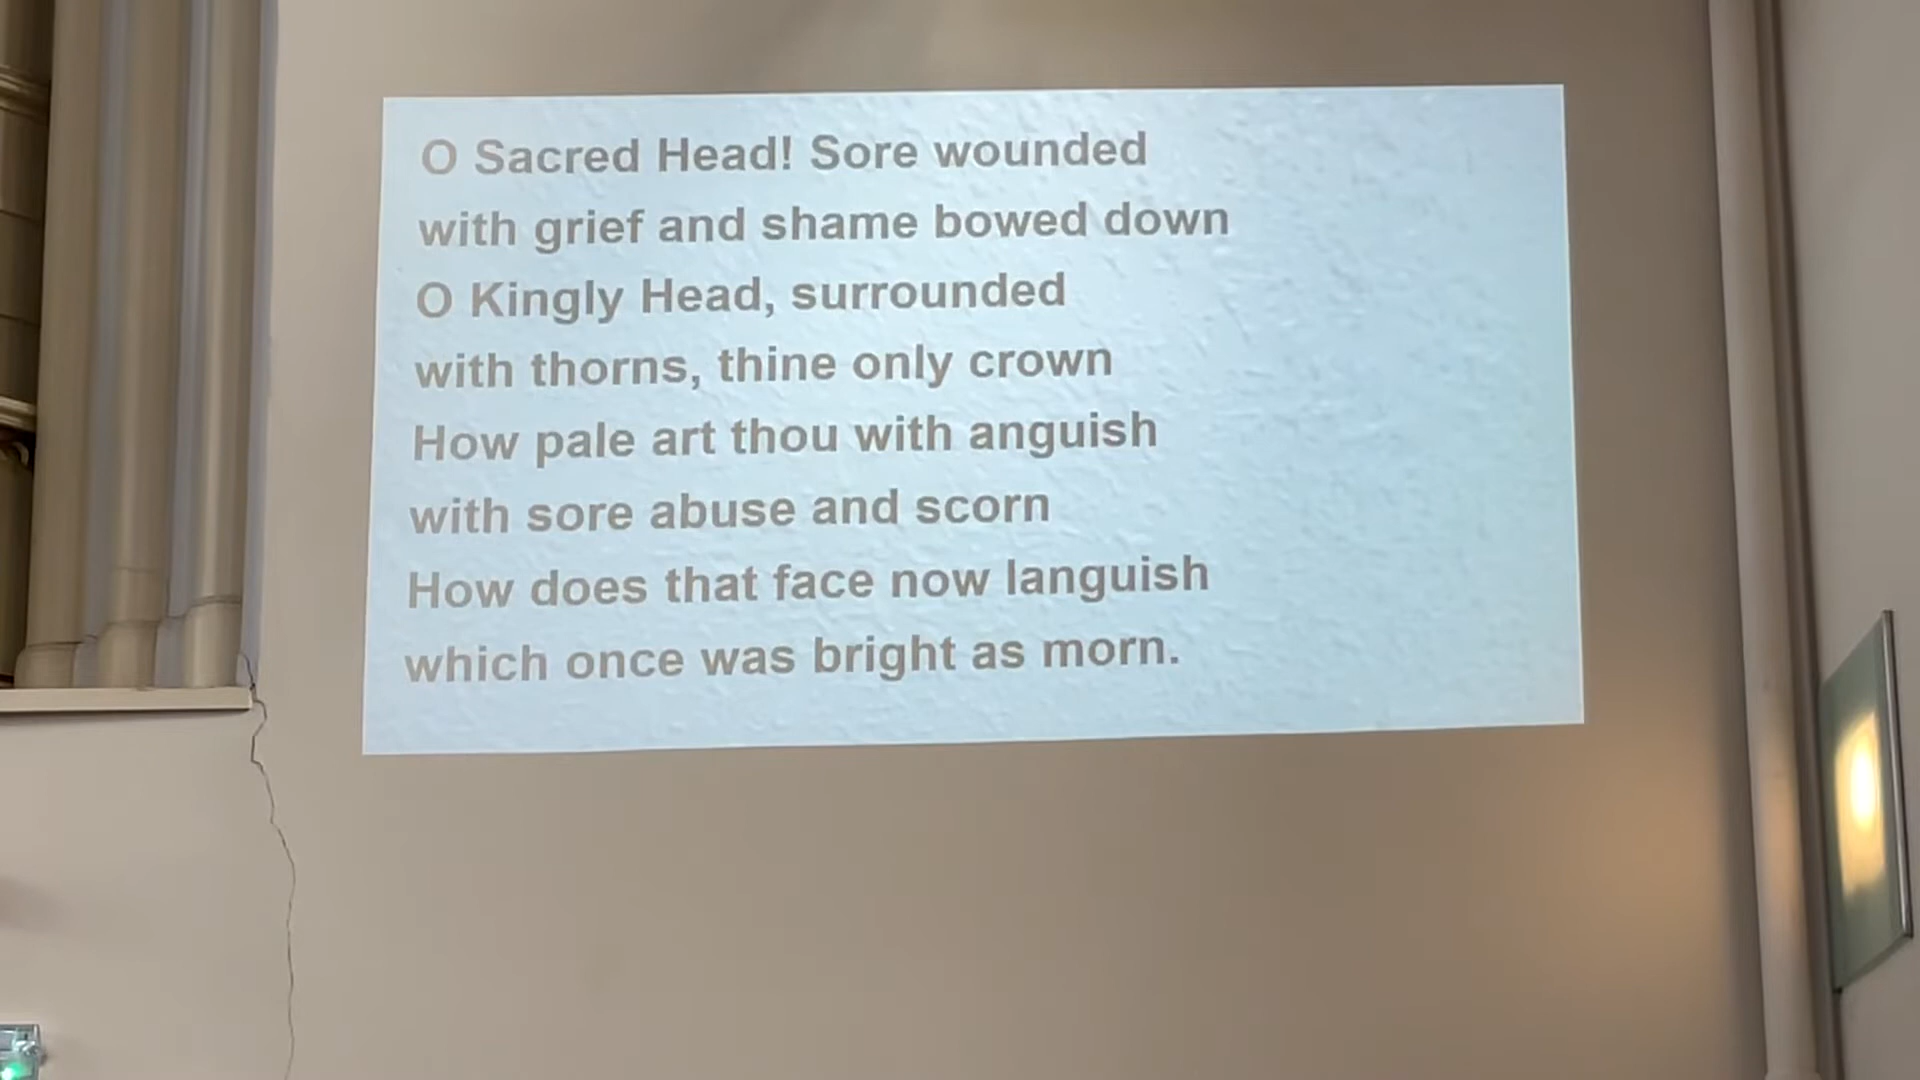 O Sacred Head! Sore wounded
with grief and shame bowed down
O Kingly Head, surrounded
with thorns, thine only crown
How pale art thou with anguish
with sore abuse and scorn
How does that face now languish
which once was bright as morn.